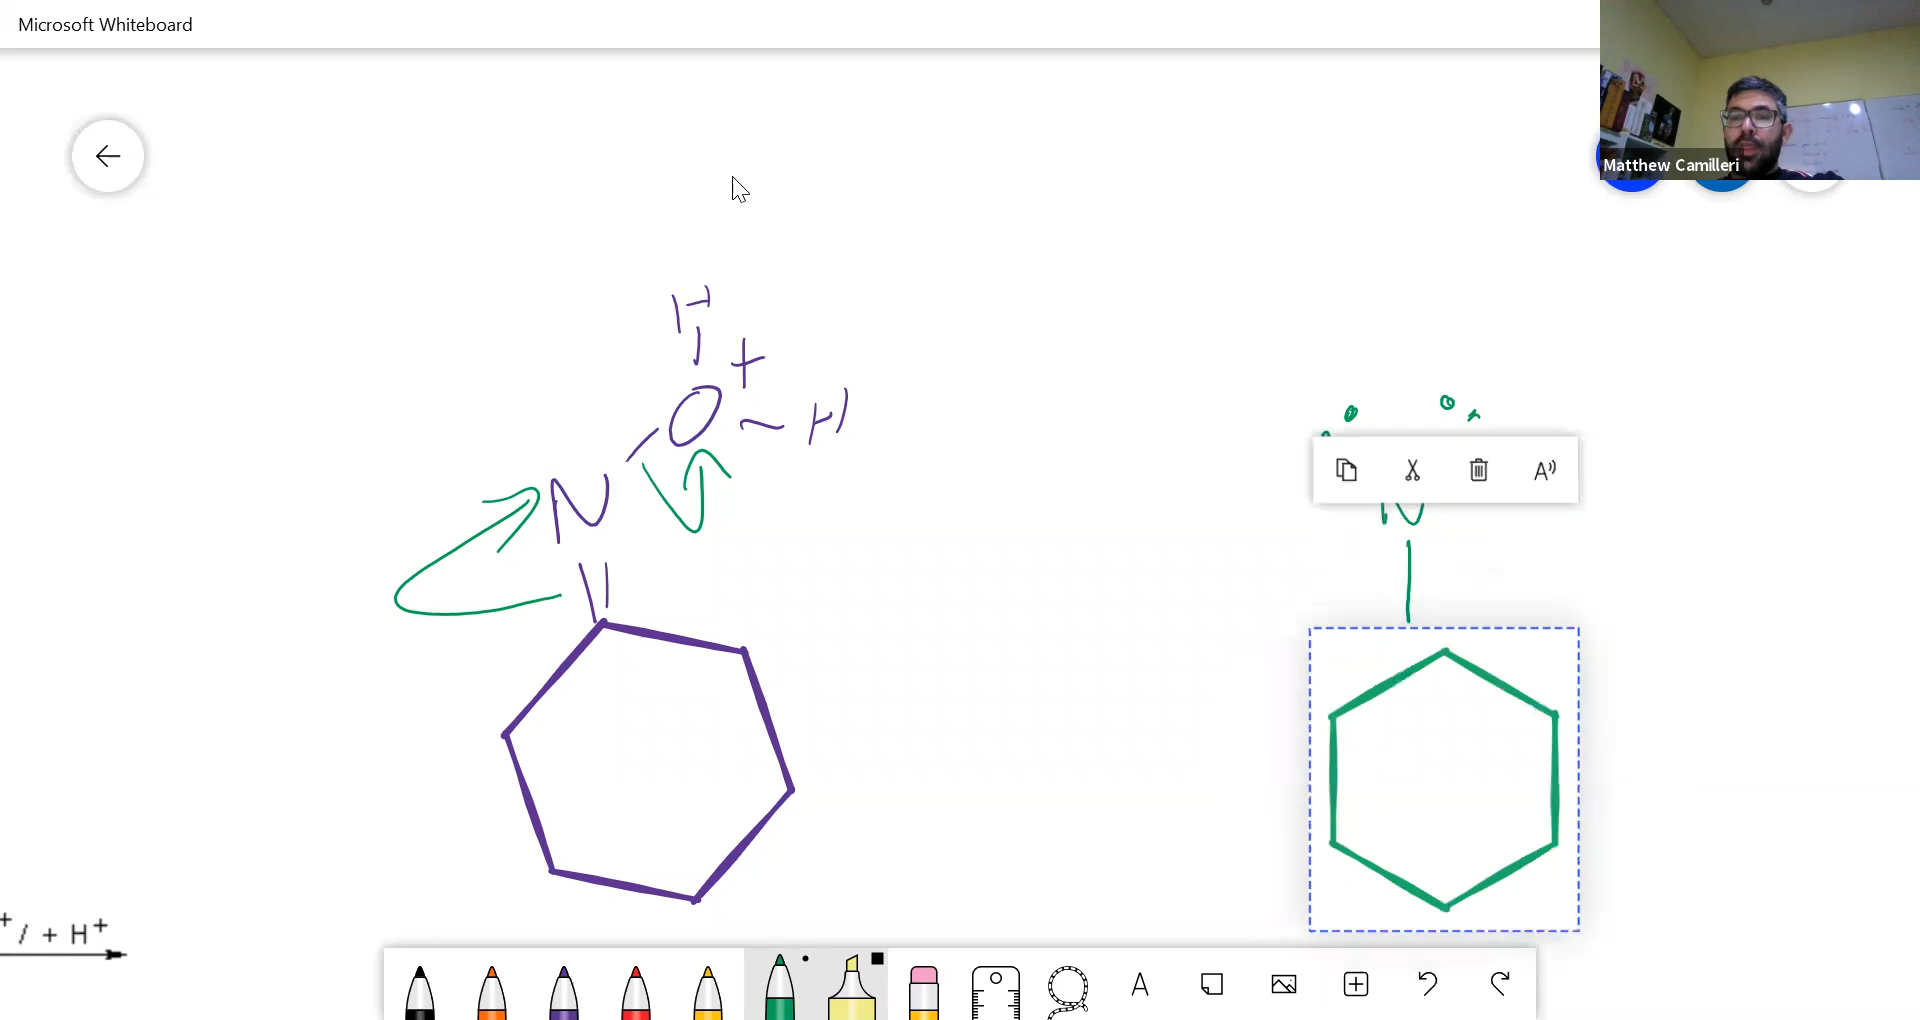 Microsoft Whiteboard
Matthew Camilleri
H
+
O ~ H
N
N
+ / + H+
A